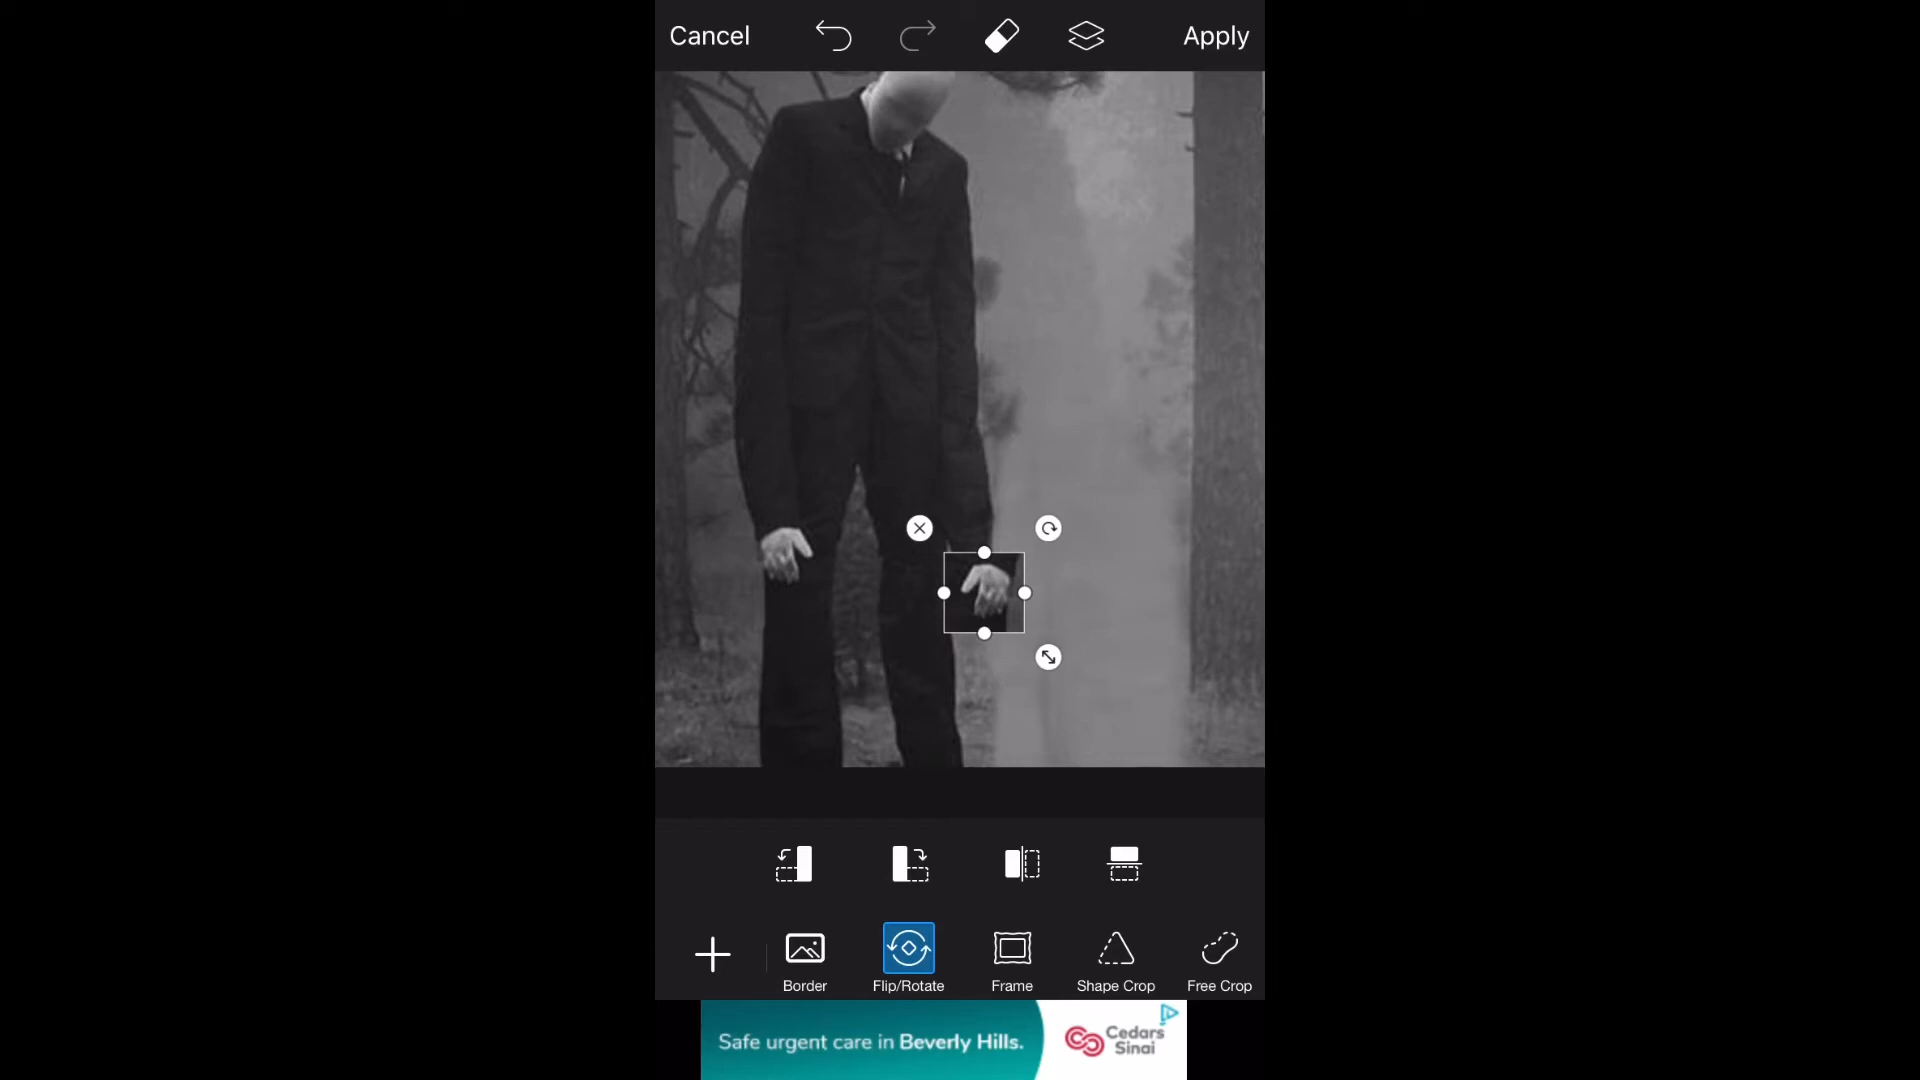 Cancel
Apply
Border
Flip/Rotate
Frame
Shape Crop
Free Crop
Safe urgent care in Beverly Hills.
Cedars
Sinai